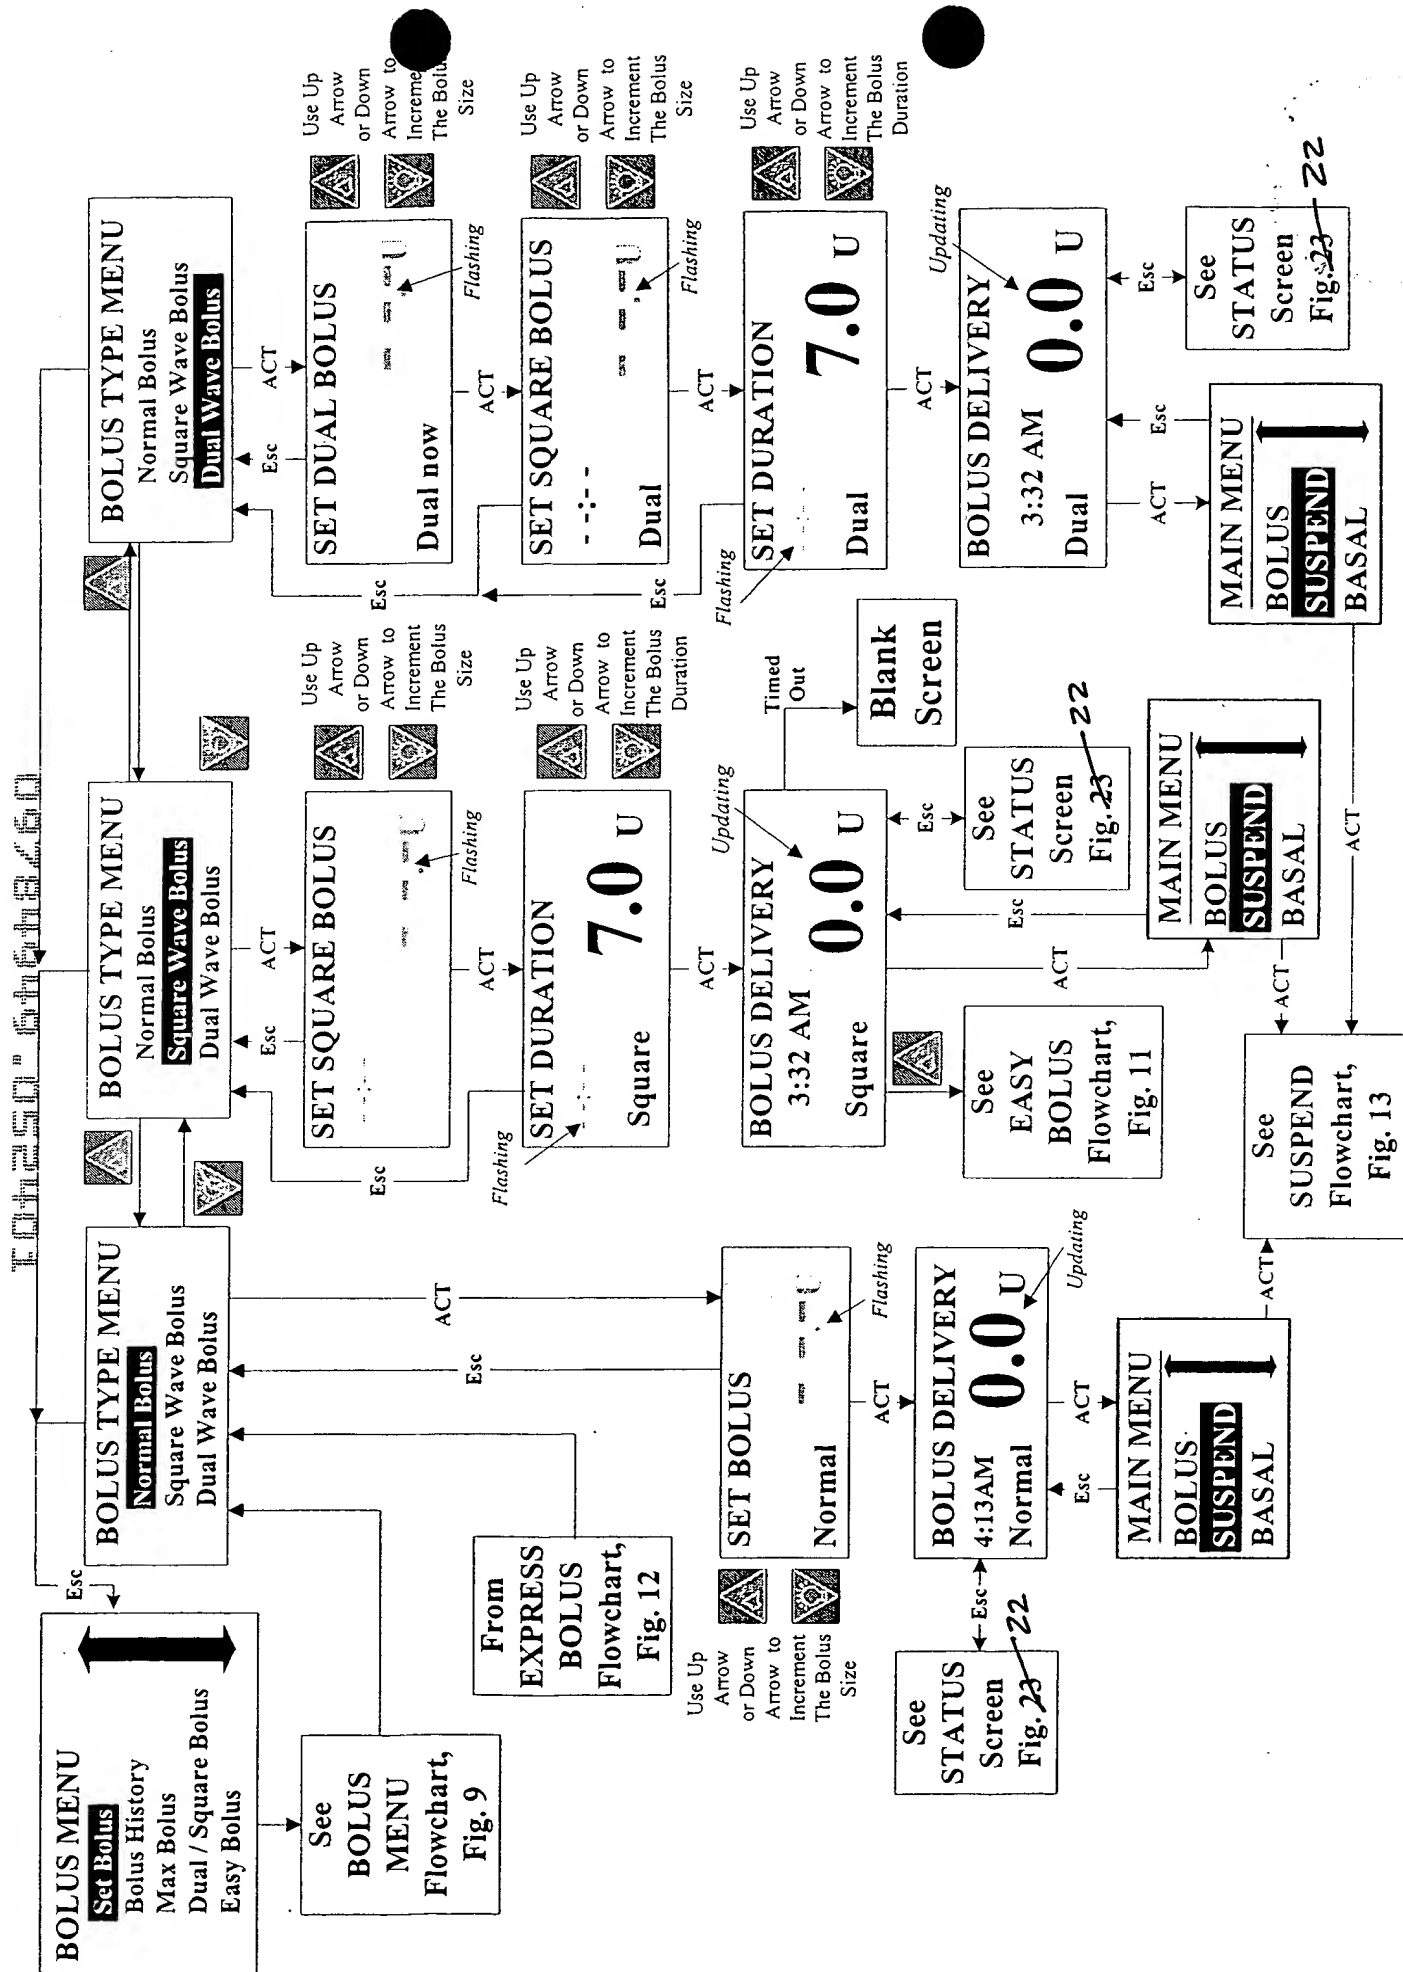 BOLUS MENU
Set Bolus
Bolus History
Max Bolus
Dual / Square Bolus
Easy Bolus
Esc
See
BOLUS
MENU
Flowchart,
Fig. 9
BOLUS TYPE MENU
Normal Bolus
Square Wave Bolus
Dual Wave Bolus
From
EXPRESS
BOLUS
Flowchart,
Fig. 12
Esc
ACT
Use Up
Arrow
or Down
Arrow to
Increment
The Bolus
Size
SET BOLUS
- - - U
Normal
Flashing
ACT
See
STATUS
Screen
Fig. 23 22
Esc
BOLUS DELIVERY
4:13AM
0.0 U
Normal
Updating
Esc
ACT
MAIN MENU
BOLUS
SUSPEND
BASAL
ACT
See
SUSPEND
Flowchart,
Fig. 13
BOLUS TYPE MENU
Normal Bolus
Square Wave Bolus
Dual Wave Bolus
Esc
ACT
SET SQUARE BOLUS
--:--
- - - U
Flashing
Use Up
Arrow
or Down
Arrow to
Increment
The Bolus
Size
Esc
ACT
SET DURATION
--:--
7.0 U
Square
Flashing
Use Up
Arrow
or Down
Arrow to
Increment
The Bolus
Duration
ACT
BOLUS DELIVERY
3:32 AM
0.0 U
Square
Updating
Timed
Out
Blank
Screen
See
EASY
BOLUS
Flowchart,
Fig. 11
ACT
Esc
Esc
See
STATUS
Screen
Fig. 23 22
MAIN MENU
BOLUS
SUSPEND
BASAL
ACT
BOLUS TYPE MENU
Normal Bolus
Square Wave Bolus
Dual Wave Bolus
Esc
ACT
SET DUAL BOLUS
- - - U
Dual now
Flashing
Use Up
Arrow
or Down
Arrow to
Increment
The Bolus
Size
Esc
ACT
SET SQUARE BOLUS
--:--
- - - U
Dual
Flashing
Use Up
Arrow
or Down
Arrow to
Increment
The Bolus
Size
Esc
ACT
SET DURATION
--:--
7.0 U
Dual
Flashing
Use Up
Arrow
or Down
Arrow to
Increment
The Bolus
Duration
ACT
BOLUS DELIVERY
3:32 AM
0.0 U
Dual
Updating
ACT
Esc
Esc
See
STATUS
Screen
Fig. 23 22
MAIN MENU
BOLUS
SUSPEND
BASAL
ACT